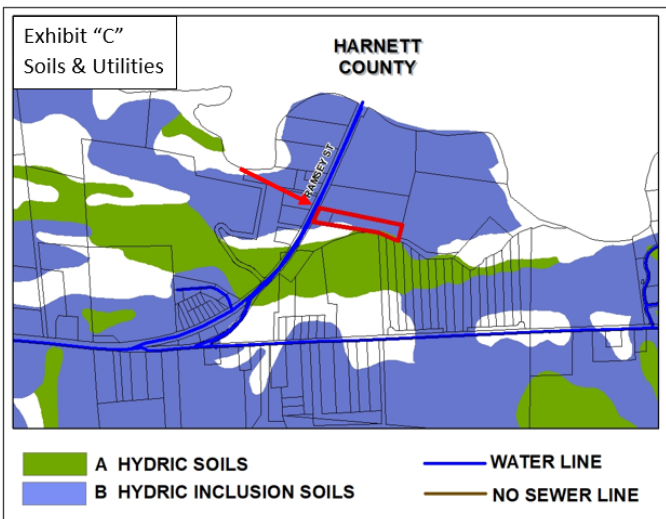 Exhibit “C”
Soils & Utilities
HARNETT
COUNTY
RAMSEY ST
A HYDRIC SOILS
B HYDRIC INCLUSION SOILS
WATER LINE
NO SEWER LINE